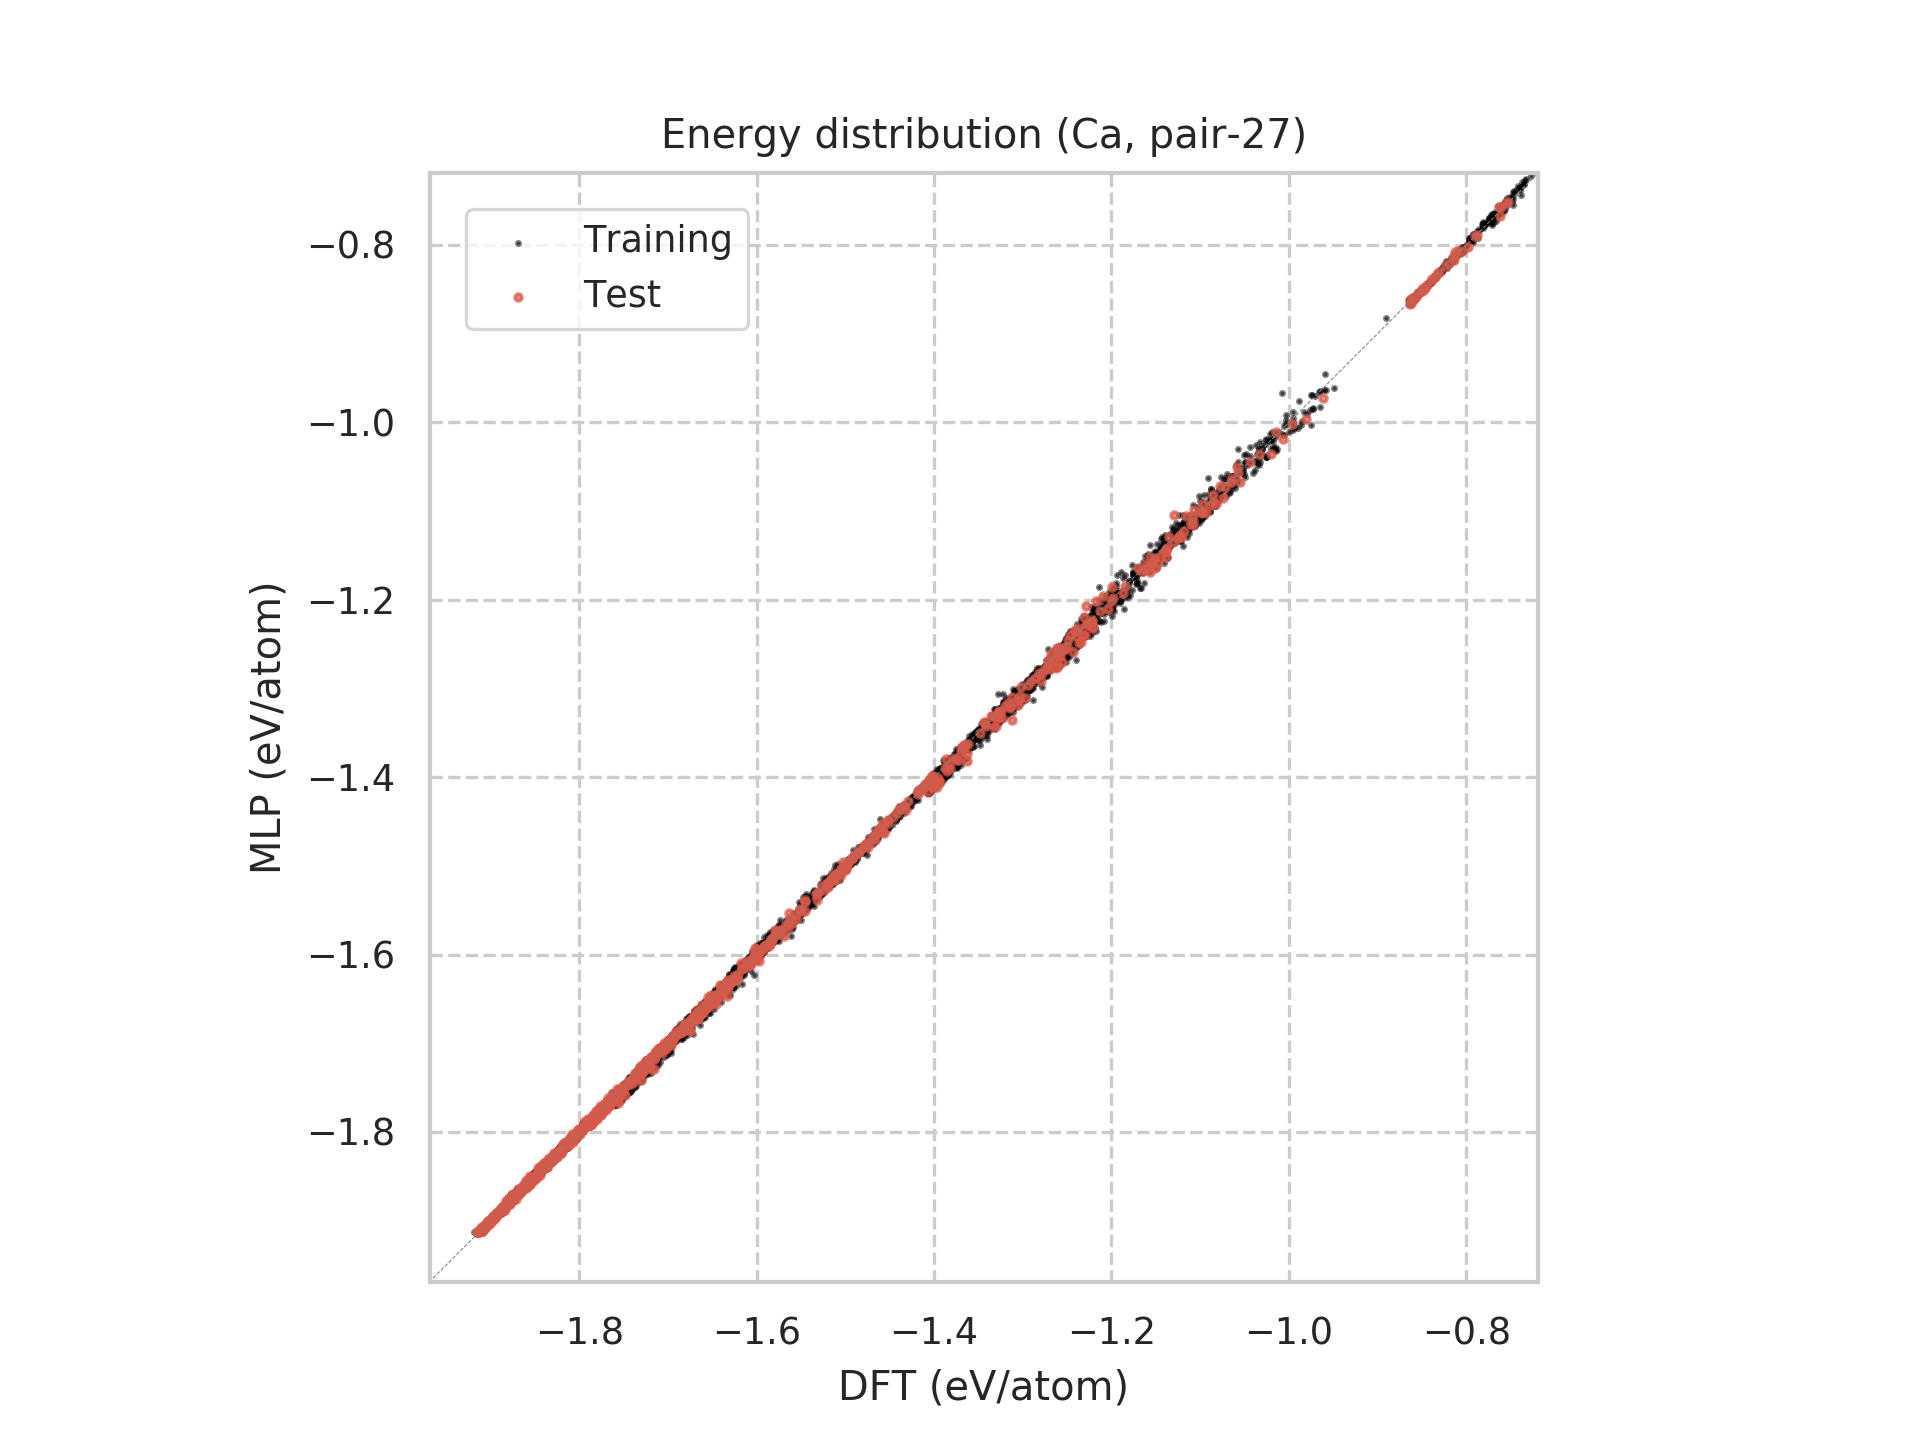 Energy distribution (Ca, pair-27)
Training
Test
−0.8
−1.0
−1.2
−1.4
−1.6
−1.8
MLP (eV/atom)
−1.8 −1.6 −1.4 −1.2 −1.0 −0.8
DFT (eV/atom)